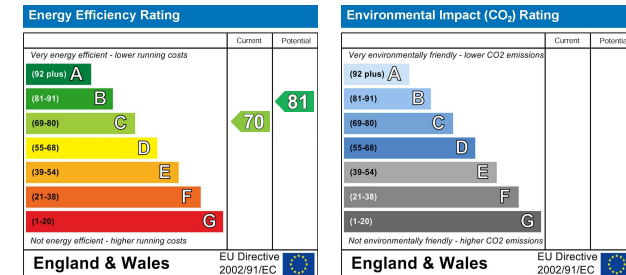 Energy Efficiency Rating
Current Potential
Very energy efficient - lower running costs
(92 plus) A
(81-91) B
81
(69-80) C
70
(55-68) D
(39-54) E
(21-38) F
(1-20) G
Not energy efficient - higher running costs
England & Wales
EU Directive
2002/91/EC
Environmental Impact (CO₂) Rating
Current Potential
Very environmentally friendly - lower CO2 emissions
(92 plus) A
(81-91) B
(69-80) C
(55-68) D
(39-54) E
(21-38) F
(1-20) G
Not environmentally friendly - higher CO2 emissions
England & Wales
EU Directive
2002/91/EC